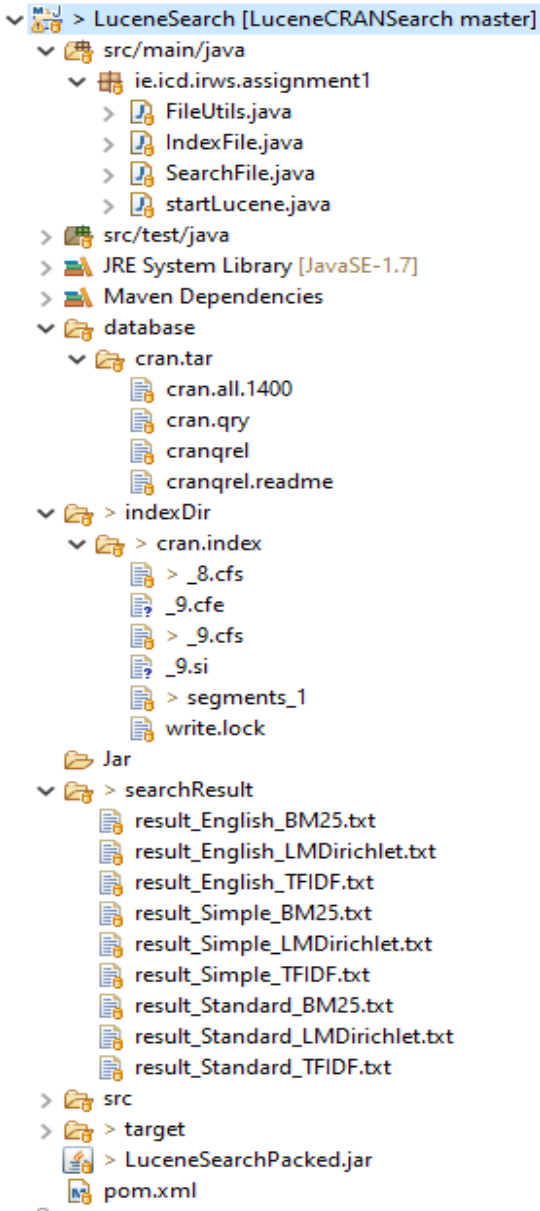 > LuceneSearch [LuceneCRANSearch master]
src/main/java
ie.icd.irws.assignment1
FileUtils.java
IndexFile.java
SearchFile.java
startLucene.java
src/test/java
JRE System Library [JavaSE-1.7]
Maven Dependencies
database
cran.tar
cran.all.1400
cran.qry
cranqrel
cranqrel.readme
> indexDir
> cran.index
> _8.cfs
_9.cfe
> _9.cfs
_9.si
> segments_1
write.lock
Jar
> searchResult
result_English_BM25.txt
result_English_LMDirichlet.txt
result_English_TFIDF.txt
result_Simple_BM25.txt
result_Simple_LMDirichlet.txt
result_Simple_TFIDF.txt
result_Standard_BM25.txt
result_Standard_LMDirichlet.txt
result_Standard_TFIDF.txt
src
> target
> LuceneSearchPacked.jar
pom.xml